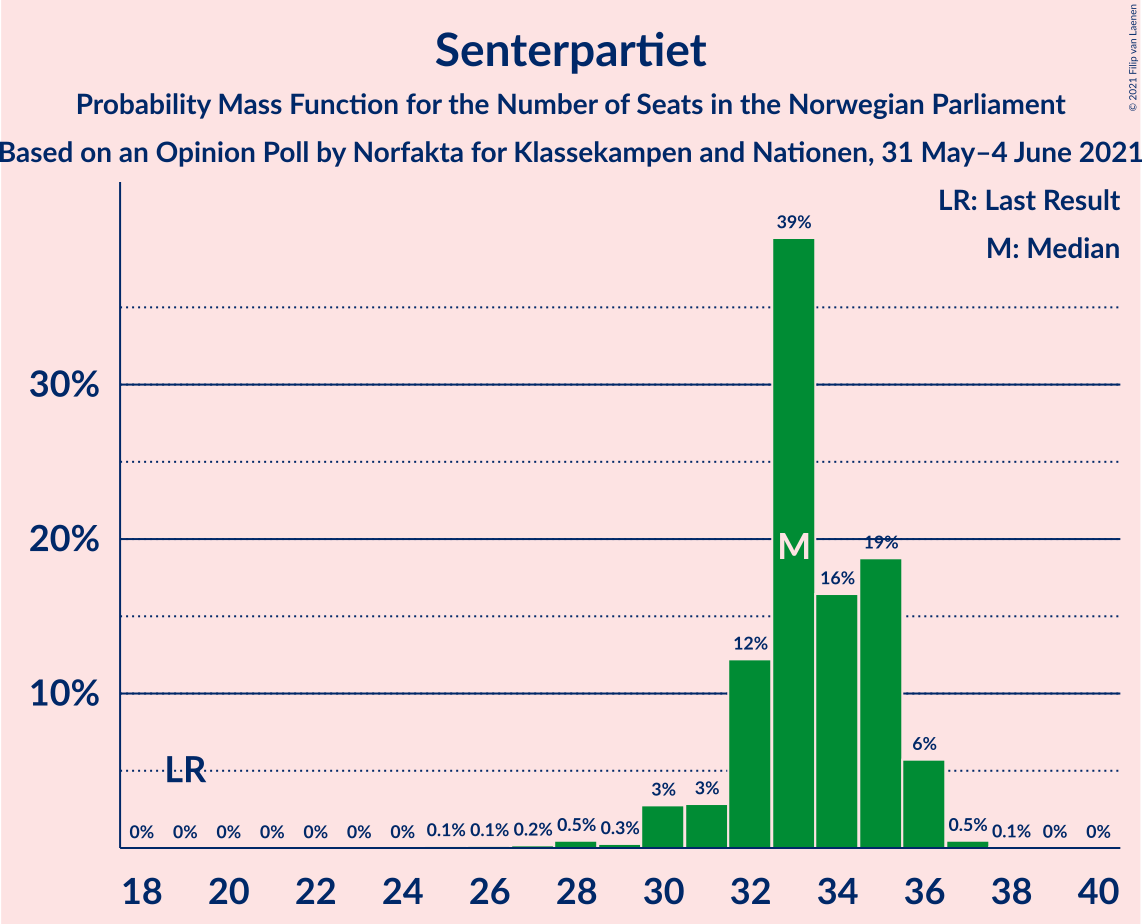 Senterpartiet
Probability Mass Function for the Number of Seats in the Norwegian Parliament
Based on an Opinion Poll by Norfakta for Klassekampen and Nationen, 31 May–4 June 2021
© 2021 Filip van Laenen
LR: Last Result
M: Median
39%
30%
20%
M
19%
16%
12%
10%
6%
LR
3% 3%
0% 0% 0% 0% 0% 0% 0% 0.1% 0.1% 0.2% 0.5% 0.3% 0.5% 0.1% 0% 0%
18 20 22 24 26 28 30 32 34 36 38 40